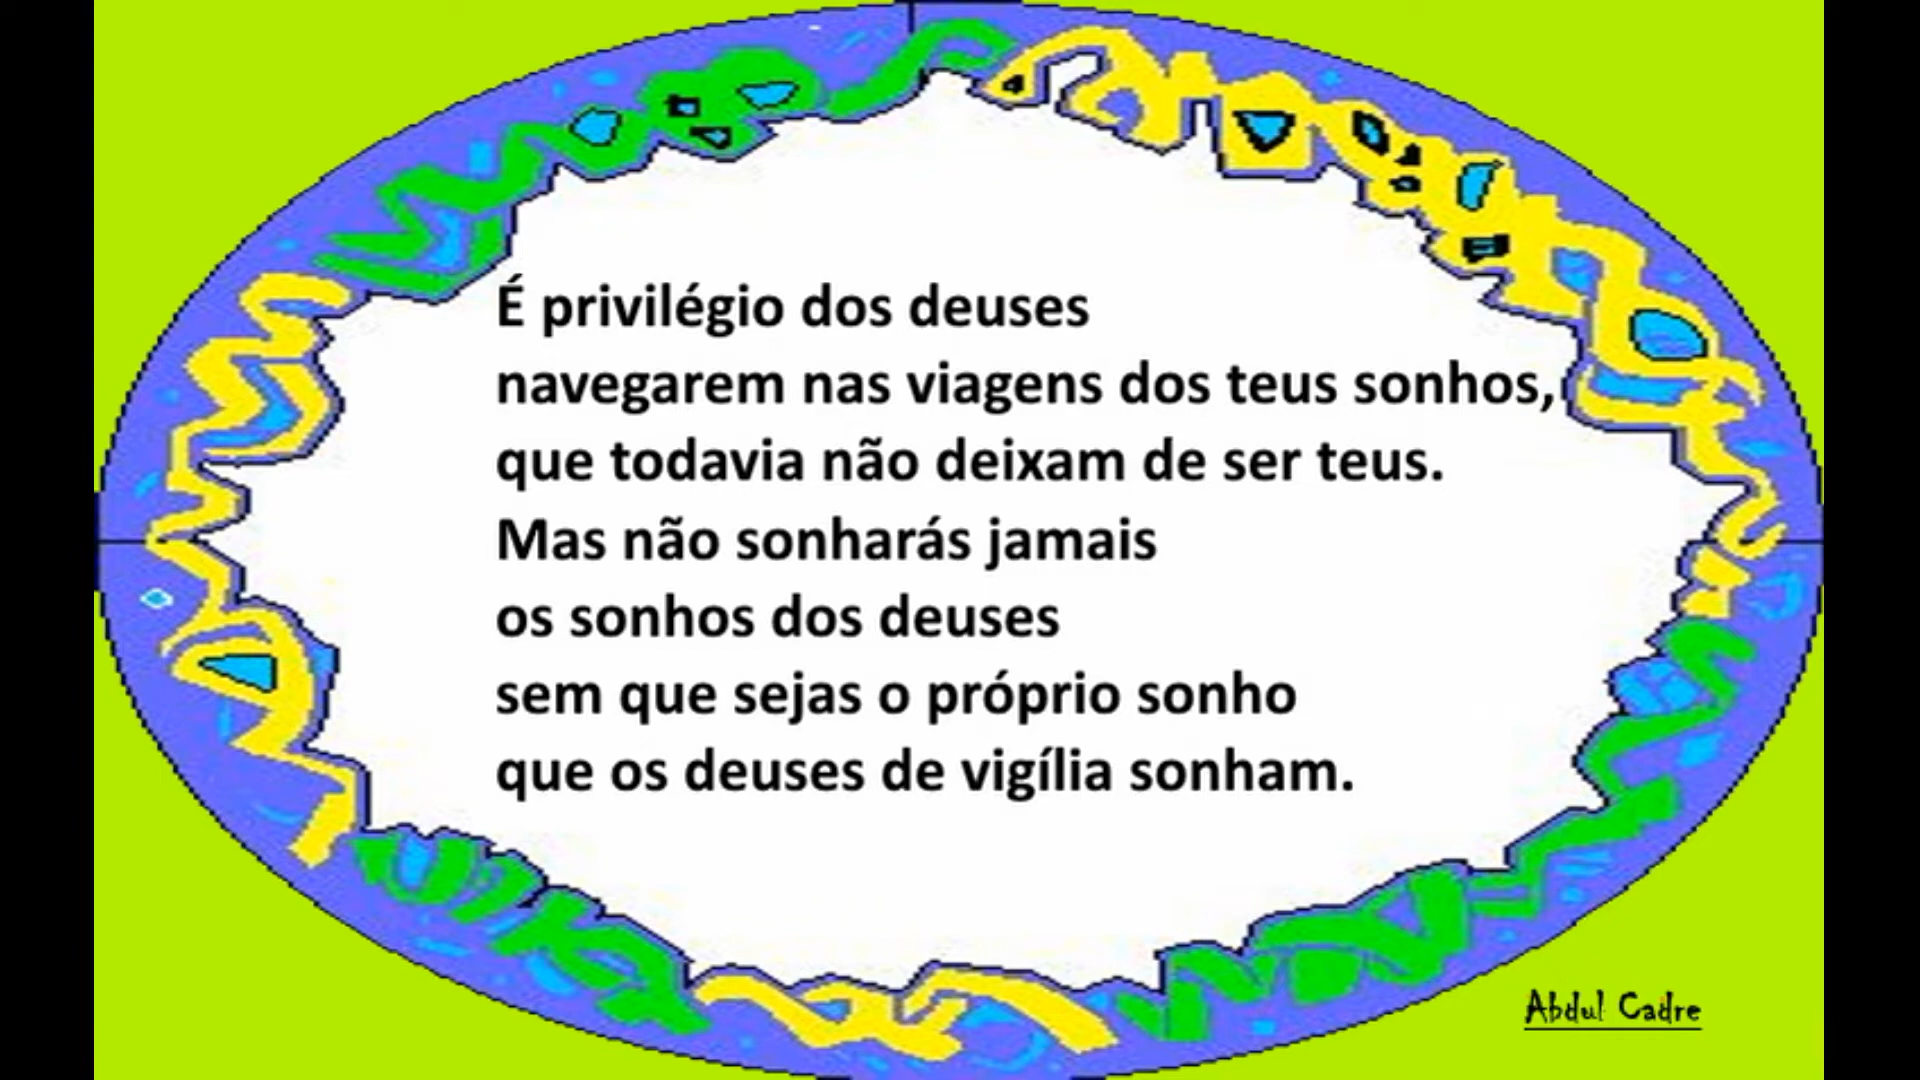 É privilégio dos deuses
navegarem nas viagens dos teus sonhos,
que todavia não deixam de ser teus.
Mas não sonharás jamais
os sonhos dos deuses
sem que sejas o próprio sonho
que os deuses de vigília sonham.
Abdul Cadre